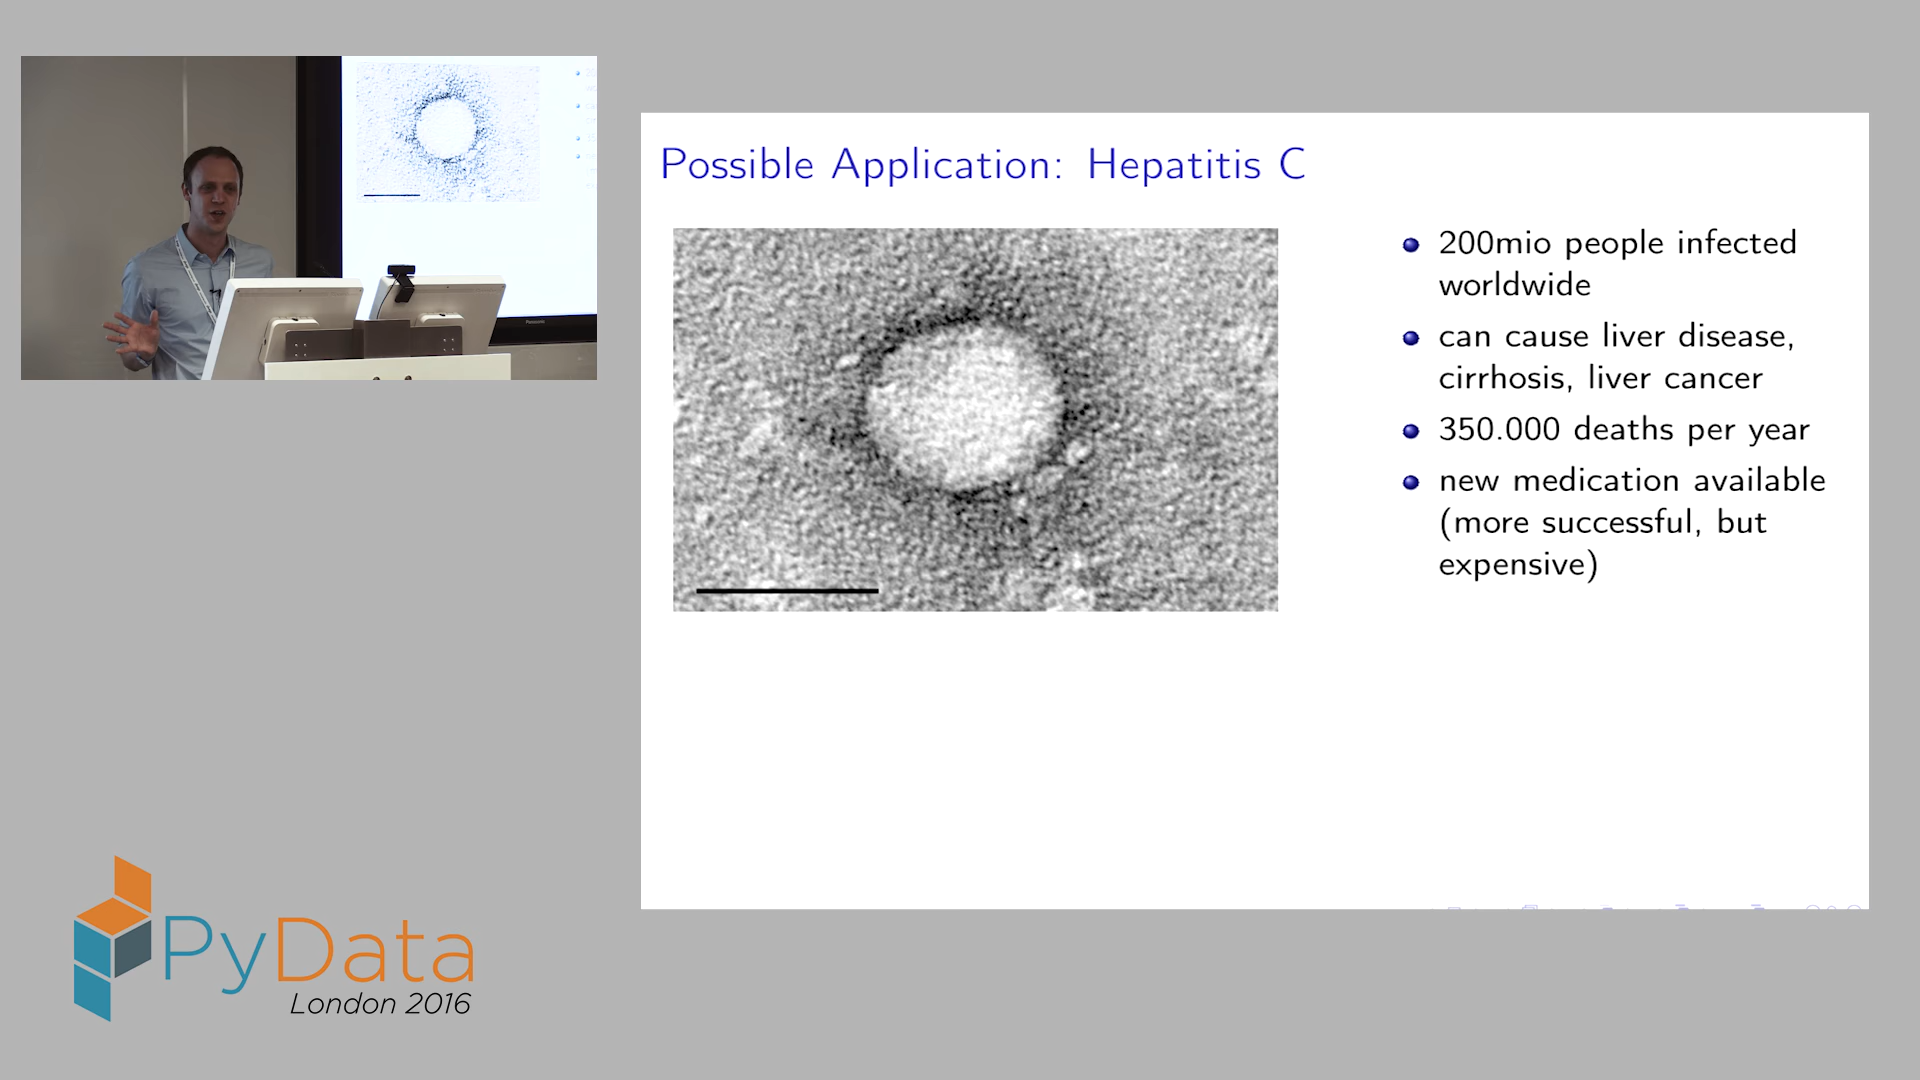 Possible Application: Hepatitis C
200mio people infected
worldwide
can cause liver disease,
cirrhosis, liver cancer
350.000 deaths per year
new medication available
(more successful, but
expensive)
PyData
London 2016